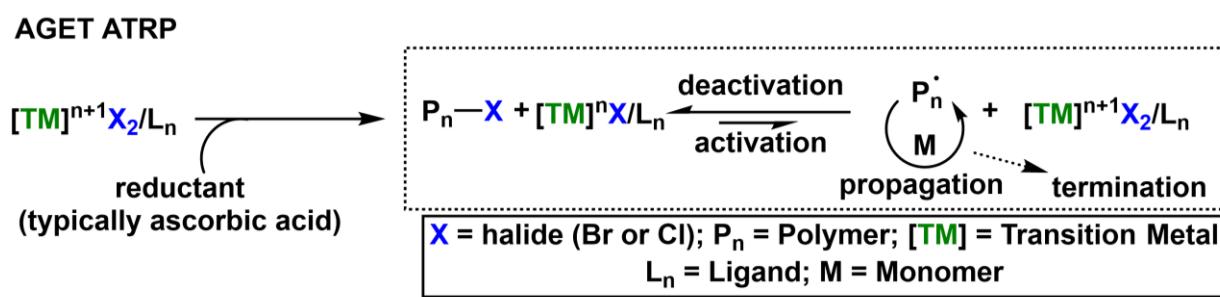 AGET ATRP
[TM]ⁿ⁺¹X₂/Lₙ
reductant
(typically ascorbic acid)
Pₙ—X + [TM]ⁿX/Lₙ
deactivation
activation
Pₙ˙
M
propagation
+ [TM]ⁿ⁺¹X₂/Lₙ
termination
X = halide (Br or Cl); Pₙ = Polymer; [TM] = Transition Metal
Lₙ = Ligand; M = Monomer